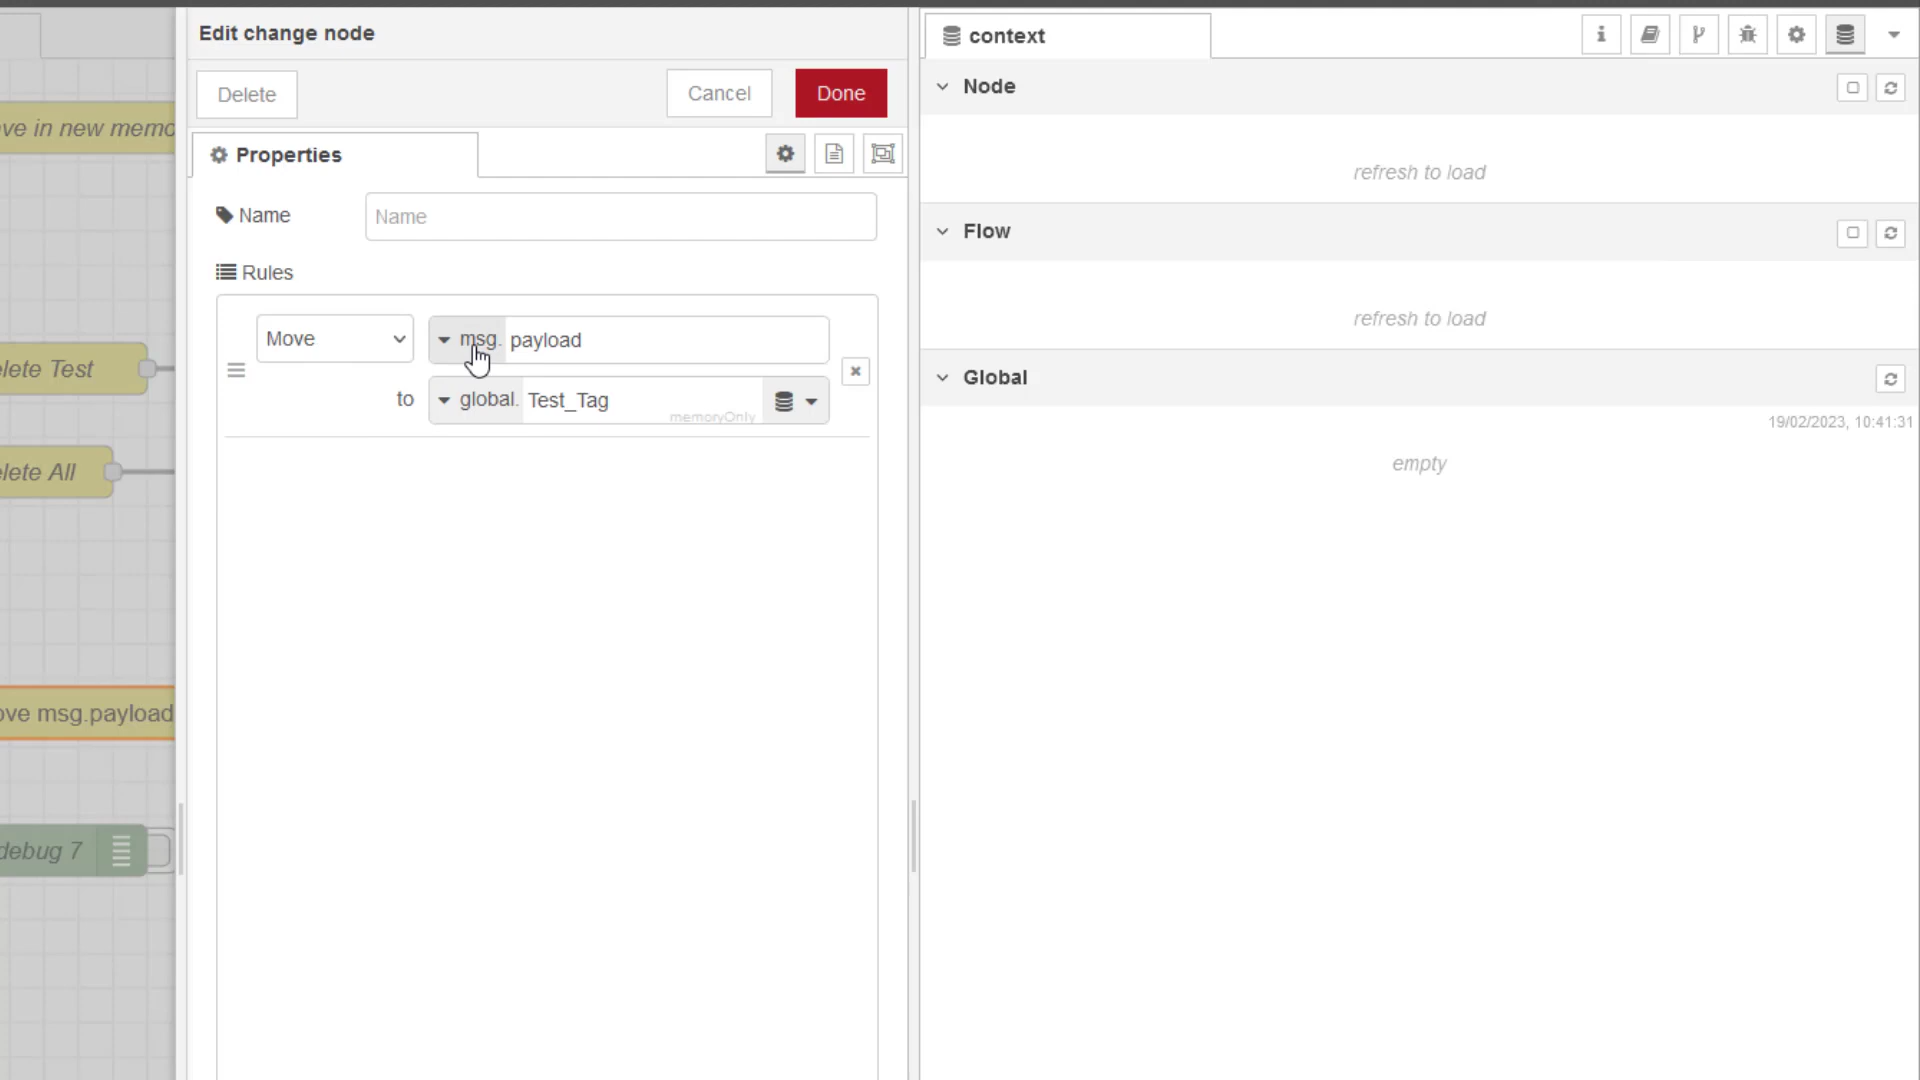 Edit change node
Delete
Cancel
Done
Properties
Name
Name
Rules
Move
msg. payload
to
global. Test_Tag
memoryOnly
context
Node
refresh to load
Flow
refresh to load
Global
19/02/2023, 10:41:31
empty
ve in new memo
elete Test
elete All
ove msg.payload
debug 7